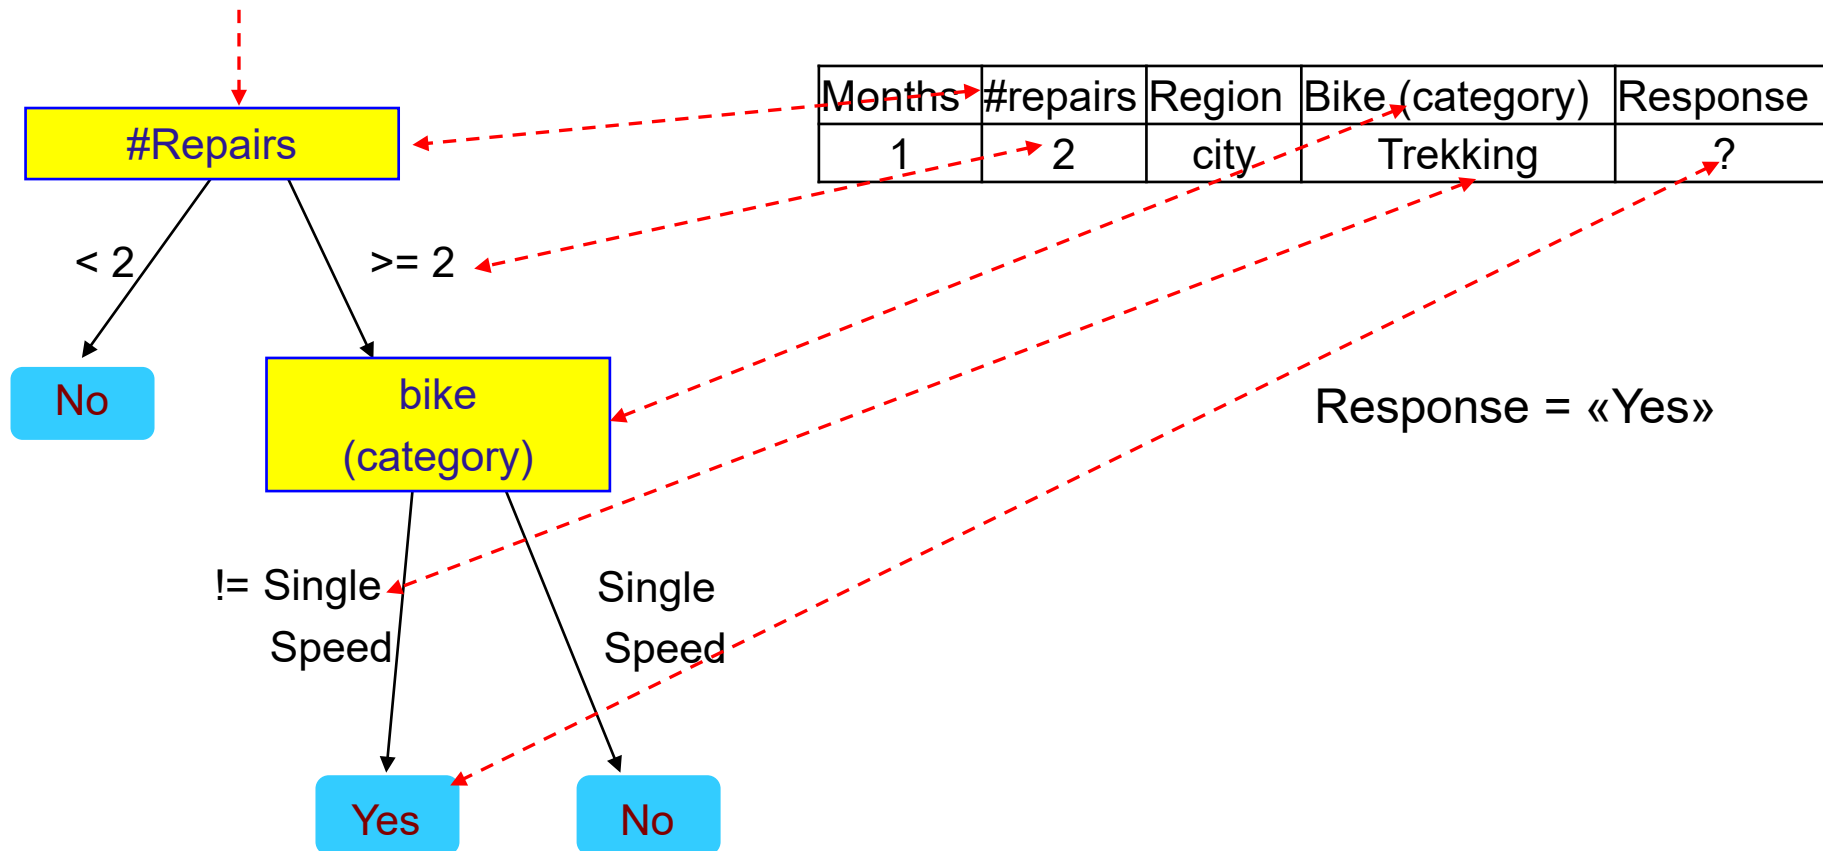 Months #repairs Region Bike (category) Response
1 2 city Trekking ?
#Repairs
< 2 >= 2
No
bike
(category)
Response = «Yes»
!= Single
Speed
Single
Speed
Yes
No